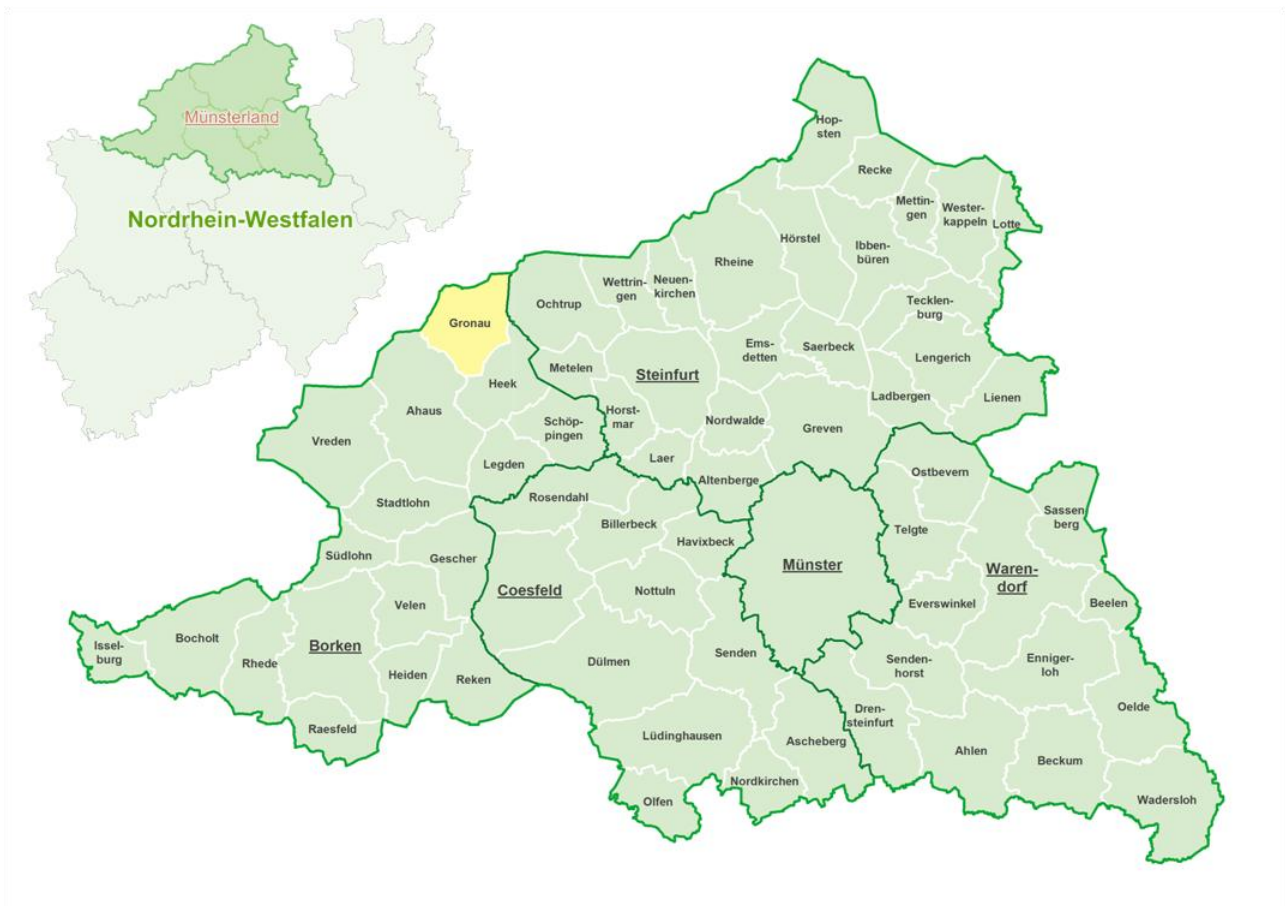 Münsterland
Nordrhein-Westfalen
Hop-
sten
Recke
Mettin-
gen
Wester-
kappeln
Lotte
Hörstel
Ibben-
büren
Rheine
Wettrin-
gen
Neuen-
kirchen
Ochtrup
Gronau
Tecklen-
burg
Ems-
detten
Saerbeck
Lengerich
Metelen
Steinfurt
Heek
Ladbergen
Lienen
Ahaus
Horst-
mar
Nordwalde
Greven
Schöp-
pingen
Vreden
Laer
Legden
Altenberge
Ostbevern
Rosendahl
Stadtlohn
Billerbeck
Sassen
berg
Telgte
Havixbeck
Südlohn
Gescher
Münster
Waren-
dorf
Coesfeld
Nottuln
Velen
Everswinkel
Beelen
Bocholt
Issel-
burg
Borken
Rhede
Senden
Dülmen
Senden-
horst
Enniger-
loh
Heiden
Reken
Oelde
Raesfeld
Dren-
steinfurt
Lüdinghausen
Ascheberg
Ahlen
Beckum
Nordkirchen
Olfen
Wadersloh